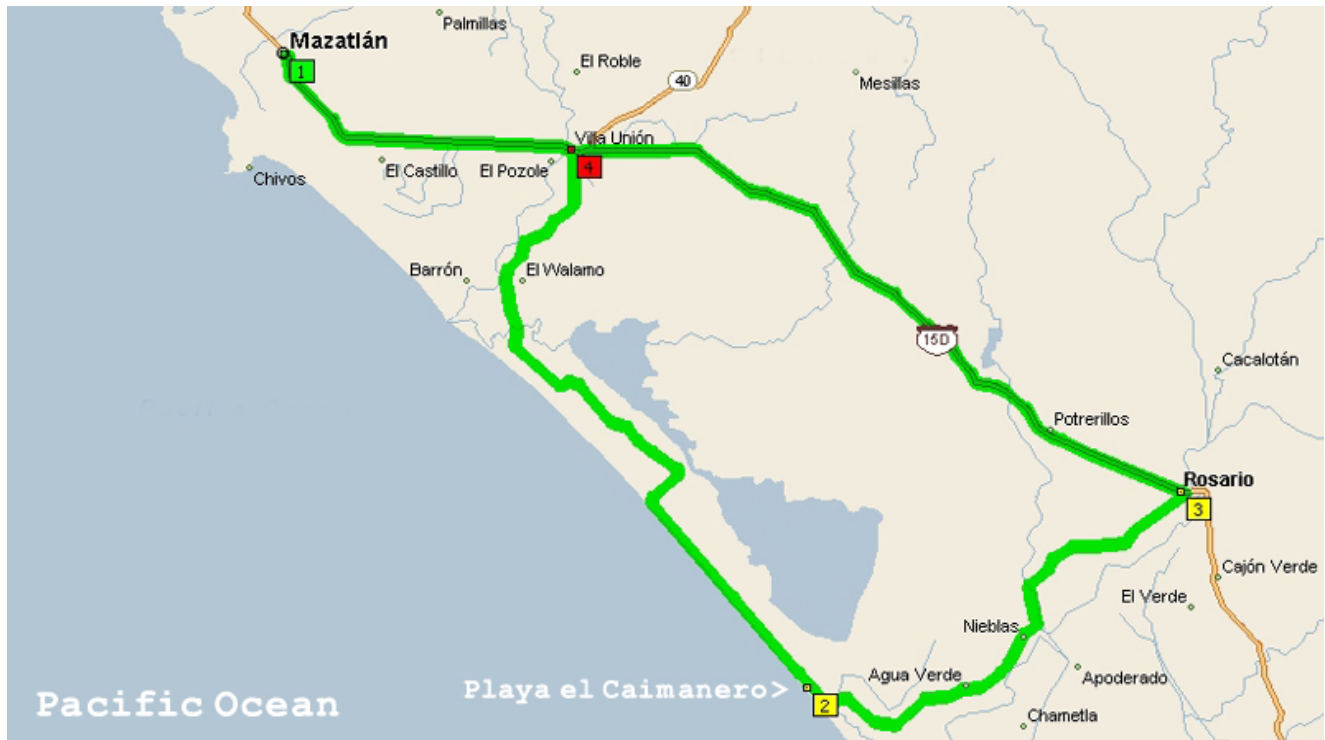 Palmillas
Mazatlán
1
El Roble
40
Mesillas
Villa Unión
El Castillo
El Pozole
4
Chivos
Barrón
El Walamo
15D
Cacalotán
Potrerillos
Rosario
3
Cajón Verde
El Verde
Nieblas
Agua Verde
Apoderado
Playa el Caimanero>
2
Pacific Ocean
Chametla